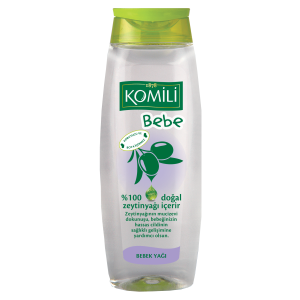 1878
KOMİLİ
Bebe
%100 doğal
zeytinyağı içerir
Zeytinyağının mucizevi
dokunuşu, bebeğinizin
hassas cildinin
sağlıklı gelişimine
yardımcı olsun.
BEBEK YAĞI